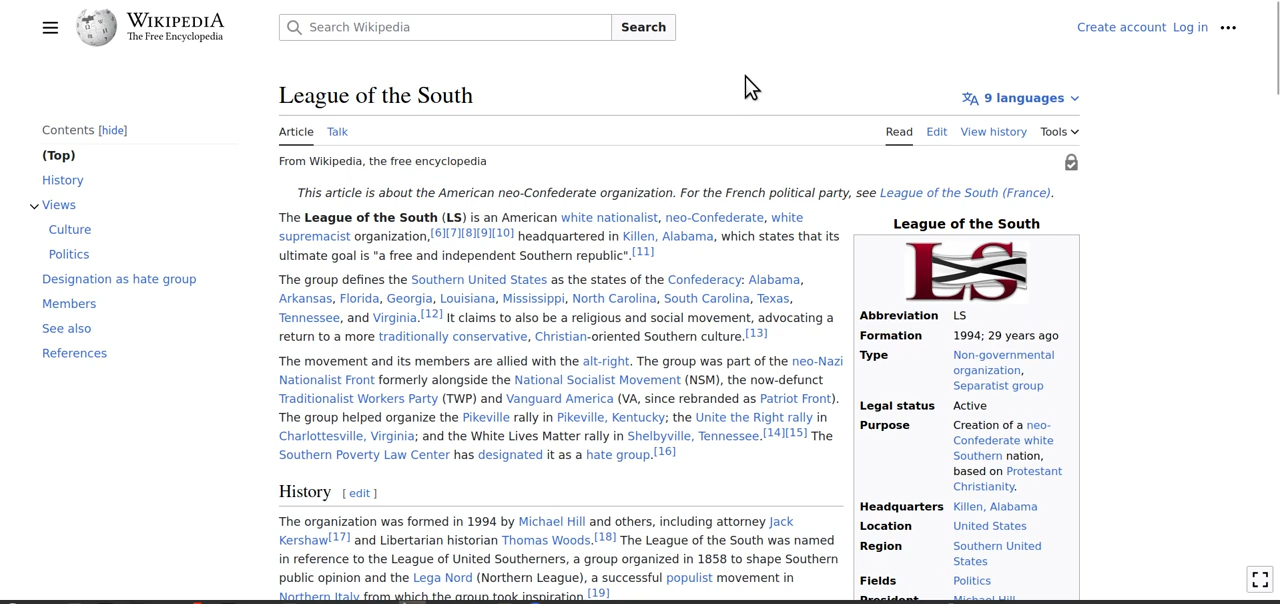 WIKIPEDIA
The Free Encyclopedia
Search Wikipedia
Search
Create account Log in
League of the South
9 languages
Article Talk
Read Edit View history Tools
From Wikipedia, the free encyclopedia
Contents [hide]
(Top)
History
Views
Culture
Politics
Designation as hate group
Members
See also
References
This article is about the American neo-Confederate organization. For the French political party, see League of the South (France).
The League of the South (LS) is an American white nationalist, neo-Confederate, white
supremacist organization,[6][7][8][9][10] headquartered in Killen, Alabama, which states that its
ultimate goal is "a free and independent Southern republic".[11]
The group defines the Southern United States as the states of the Confederacy: Alabama,
Arkansas, Florida, Georgia, Louisiana, Mississippi, North Carolina, South Carolina, Texas,
Tennessee, and Virginia.[12] It claims to also be a religious and social movement, advocating a
return to a more traditionally conservative, Christian-oriented Southern culture.[13]
The movement and its members are allied with the alt-right. The group was part of the neo-Nazi
Nationalist Front formerly alongside the National Socialist Movement (NSM), the now-defunct
Traditionalist Workers Party (TWP) and Vanguard America (VA, since rebranded as Patriot Front).
The group helped organize the Pikeville rally in Pikeville, Kentucky; the Unite the Right rally in
Charlottesville, Virginia; and the White Lives Matter rally in Shelbyville, Tennessee.[14][15] The
Southern Poverty Law Center has designated it as a hate group.[16]
History [ edit ]
The organization was formed in 1994 by Michael Hill and others, including attorney Jack
Kershaw[17] and Libertarian historian Thomas Woods.[18] The League of the South was named
in reference to the League of United Southerners, a group organized in 1858 to shape Southern
public opinion and the Lega Nord (Northern League), a successful populist movement in
Northern Italy from which the group took inspiration.[19]
League of the South
LS
Abbreviation LS
Formation 1994; 29 years ago
Type Non-governmental
organization,
Separatist group
Legal status Active
Purpose Creation of a neo-
Confederate white
Southern nation,
based on Protestant
Christianity.
Headquarters Killen, Alabama
Location United States
Region Southern United
States
Fields Politics
President Michael Hill